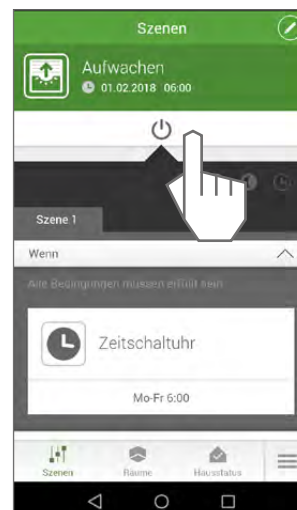 Szenen
Aufwachen
01.02.2018 06:00
Szene 1
Wenn
Alle Bedingungen müssen erfüllt sein
Zeitschaltuhr
Mo-Fr 6:00
Szenen
Räume
Hausstatus